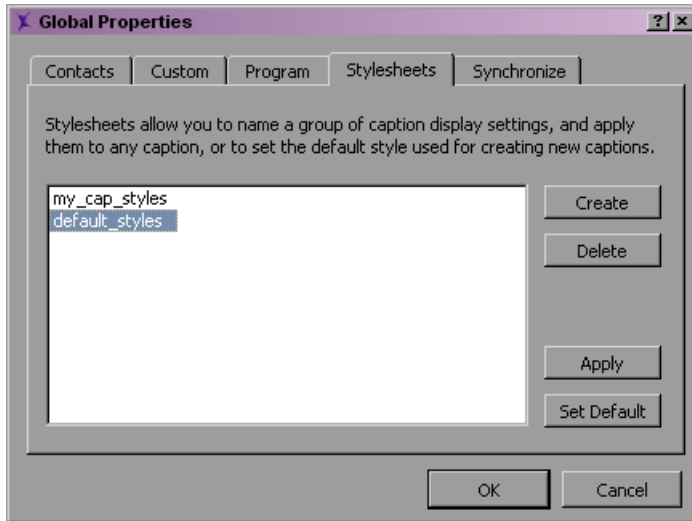 Global Properties
Contacts Custom Program Stylesheets Synchronize
Stylesheets allow you to name a group of caption display settings, and apply
them to any caption, or to set the default style used for creating new captions.
my_cap_styles
default_styles
Create
Delete
Apply
Set Default
OK Cancel